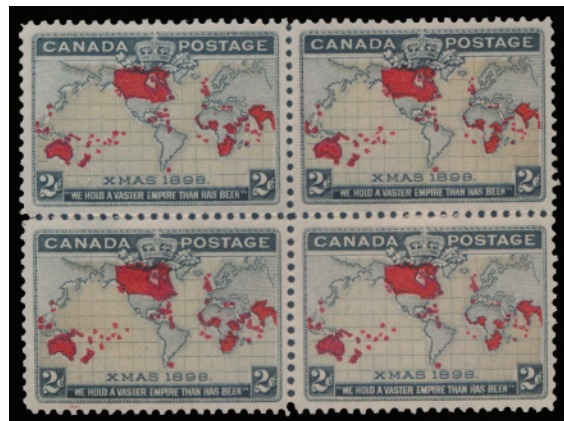 CANADA POSTAGE
CANADA POSTAGE
XMAS 1898.
XMAS 1898.
2¢ 2¢
2¢ 2¢
"WE HOLD A VASTER EMPIRE THAN HAS BEEN"
"WE HOLD A VASTER EMPIRE THAN HAS BEEN"
CANADA POSTAGE
CANADA POSTAGE
XMAS 1898.
XMAS 1898.
2¢ 2¢
2¢ 2¢
"WE HOLD A VASTER EMPIRE THAN HAS BEEN"
"WE HOLD A VASTER EMPIRE THAN HAS BEEN"